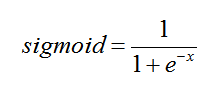 sigmoid = 1 / (1 + e^{-x})